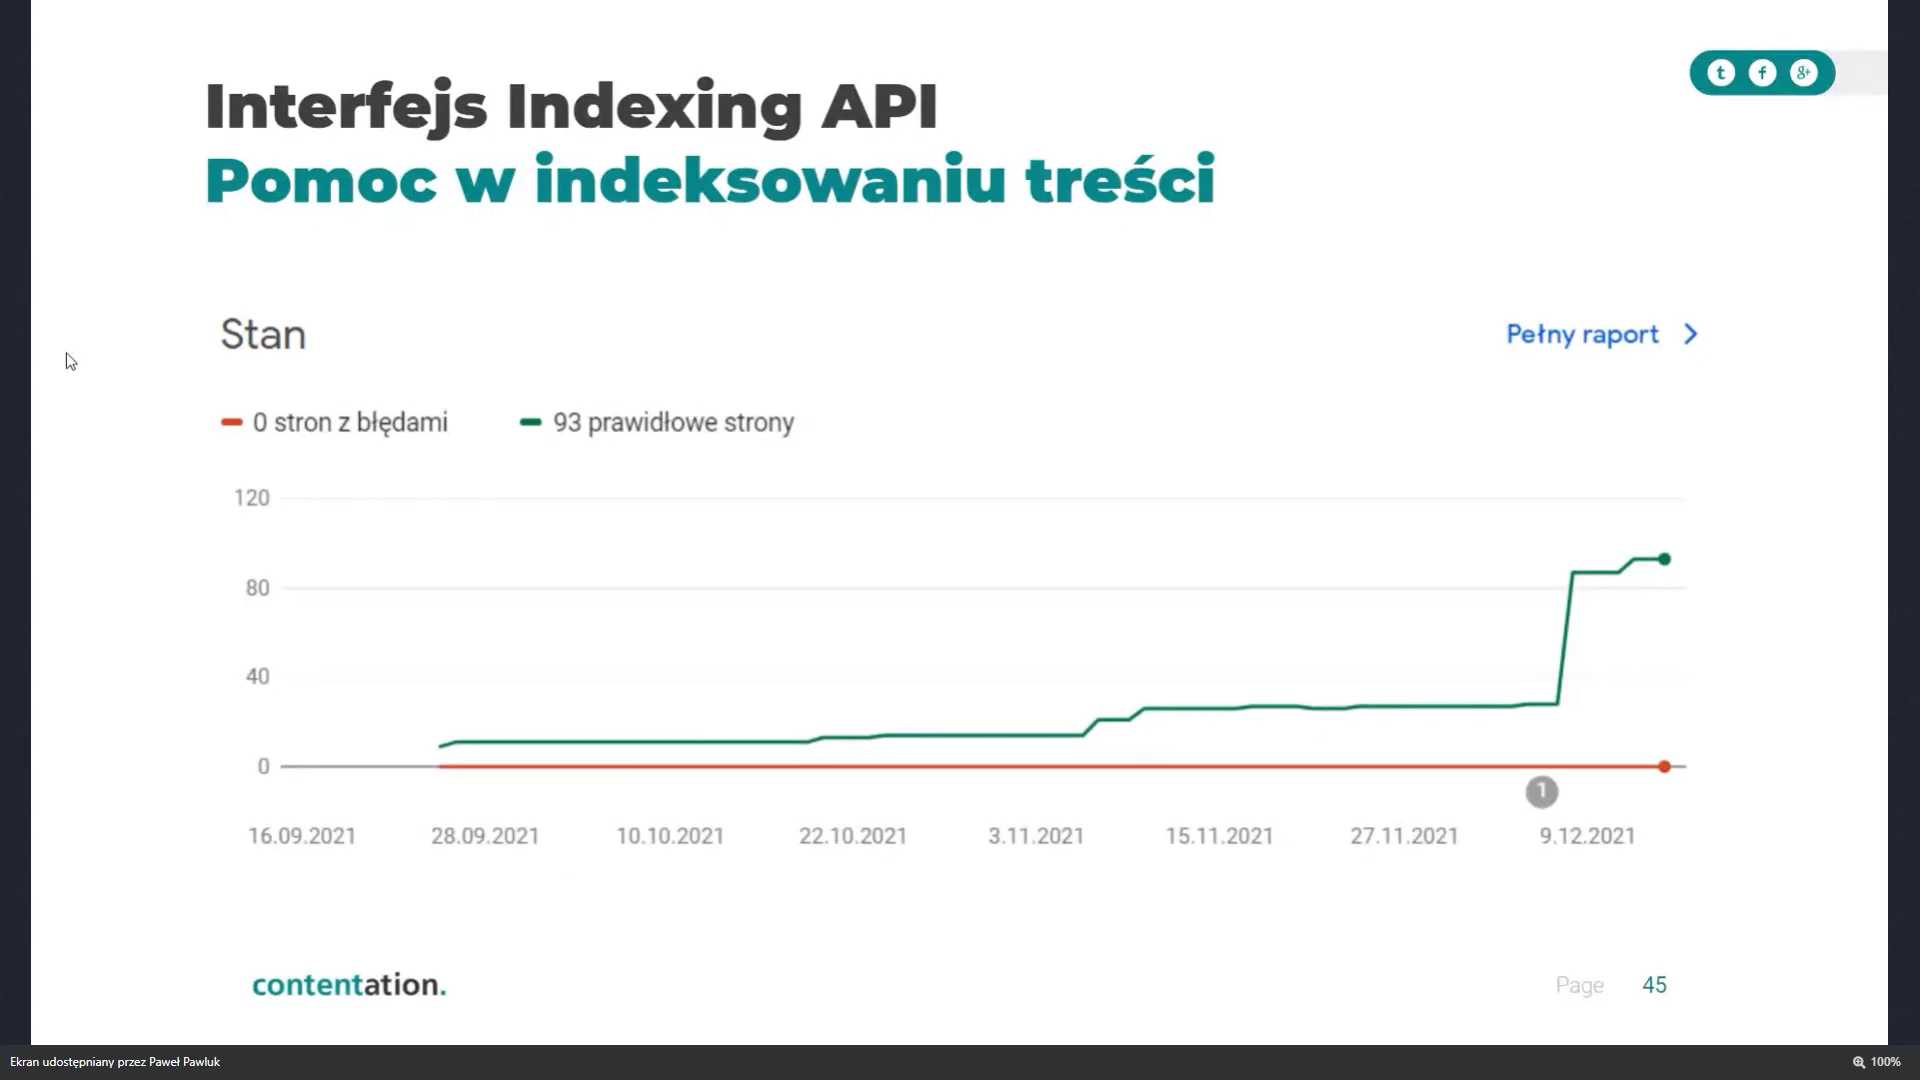 Interfejs Indexing API
Pomoc w indeksowaniu treści
t f g+
Stan
Pełny raport
0 stron z błędami
93 prawidłowe strony
120
80
40
0
1
16.09.2021
28.09.2021
10.10.2021
22.10.2021
3.11.2021
15.11.2021
27.11.2021
9.12.2021
contentation.
Page 45
Ekran udostępniany przez Paweł Pawluk
100%